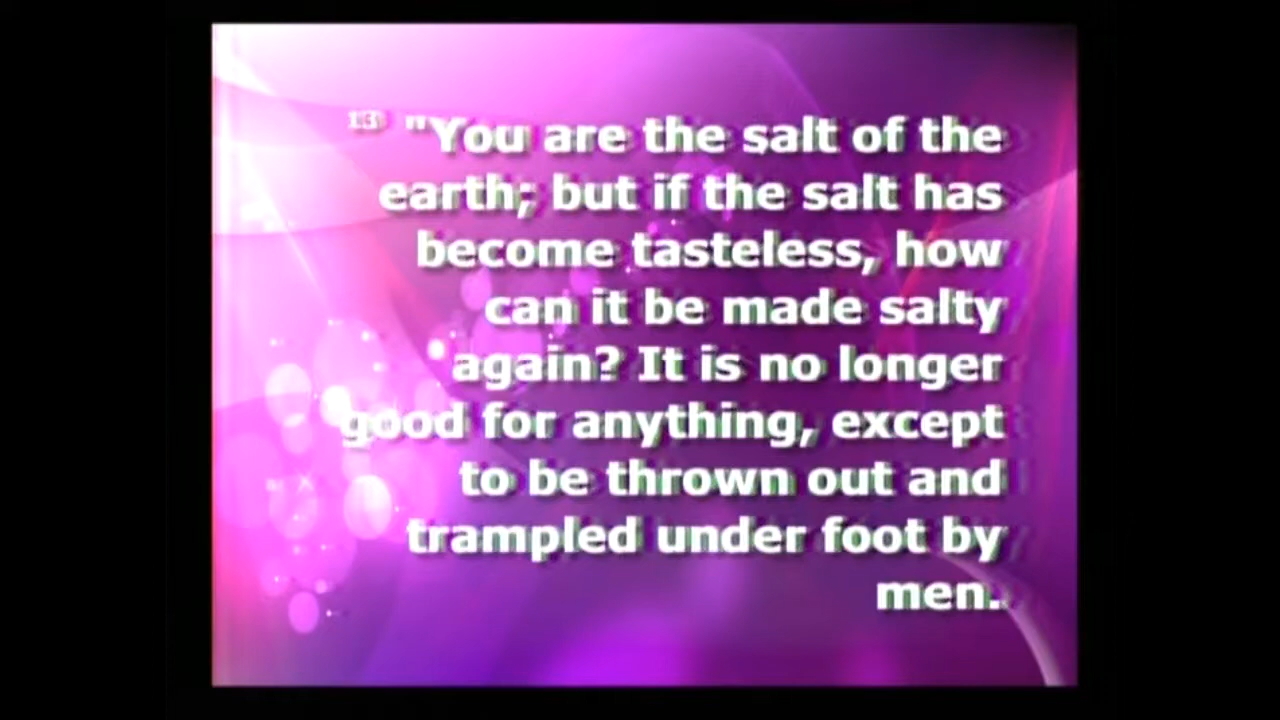 13 "You are the salt of the
earth; but if the salt has
become tasteless, how
can it be made salty
again? It is no longer
good for anything, except
to be thrown out and
trampled under foot by
men.